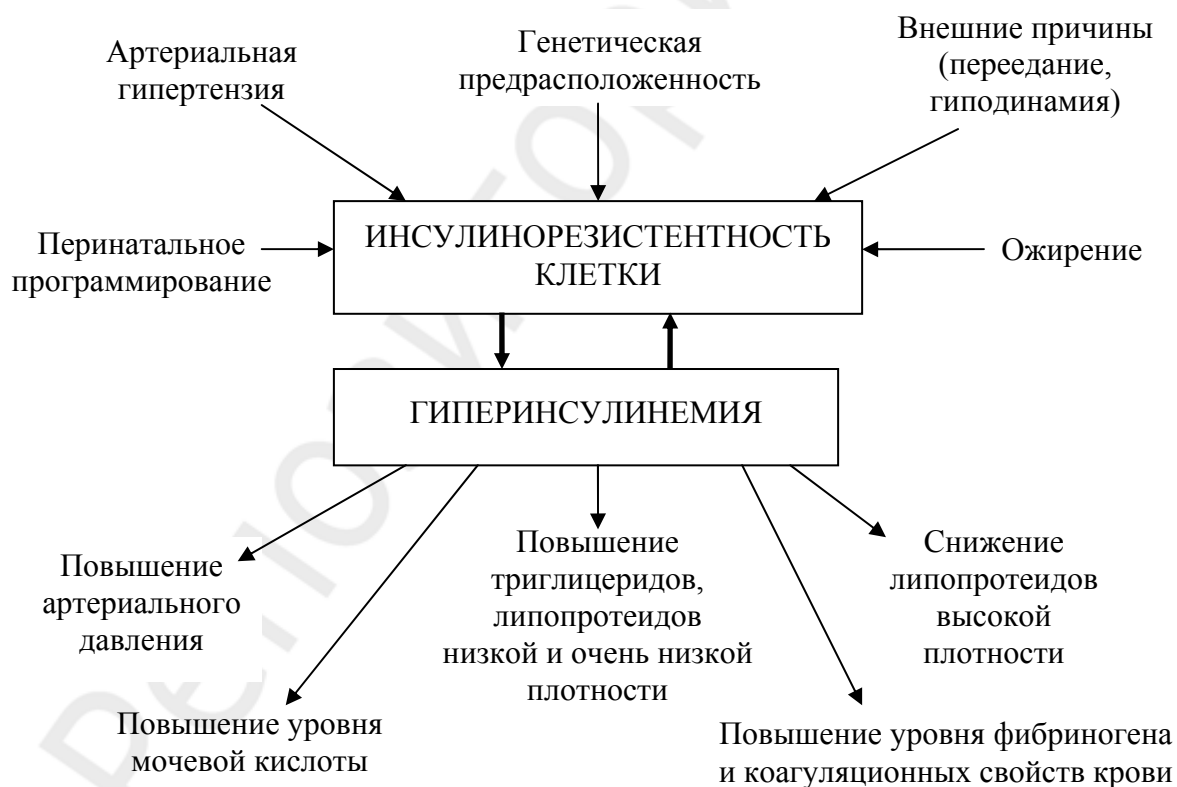 Артериальная
гипертензия
Генетическая
предрасположенность
Внешние причины
(переедание,
гиподинамия)
Перинатальное
программирование
ИНСУЛИНОРЕЗИСТЕНТНОСТЬ
КЛЕТКИ
Ожирение
ГИПЕРИНСУЛИНЕМИЯ
Повышение
артериального
давления
Повышение
триглицеридов,
липопротеидов
низкой и очень низкой
плотности
Снижение
липопротеидов
высокой
плотности
Повышение уровня
мочевой кислоты
Повышение уровня фибриногена
и коагуляционных свойств крови